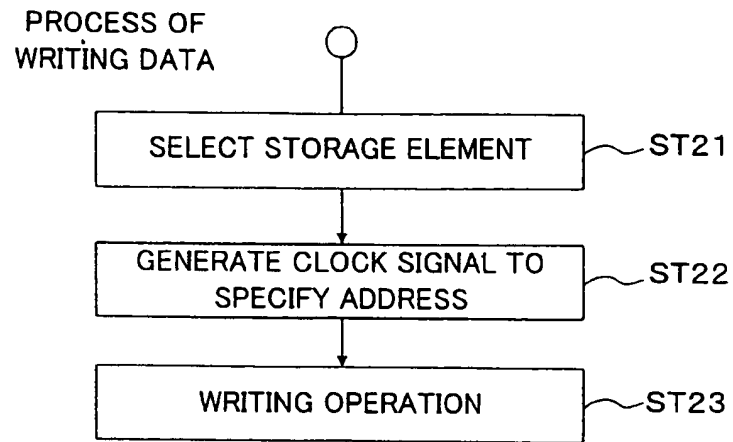 PROCESS OF
WRITING DATA
SELECT STORAGE ELEMENT
ST21
GENERATE CLOCK SIGNAL TO
SPECIFY ADDRESS
ST22
WRITING OPERATION
ST23